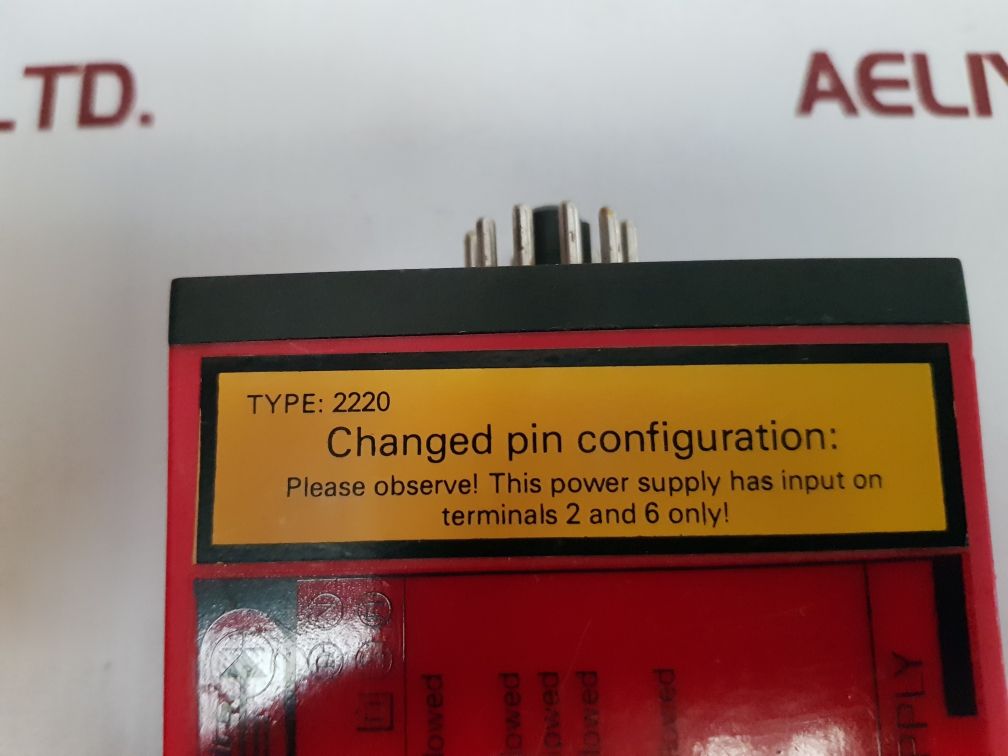 LTD.
AELIY
TYPE: 2220
Changed pin configuration:
Please observe! This power supply has input on
terminals 2 and 6 only!